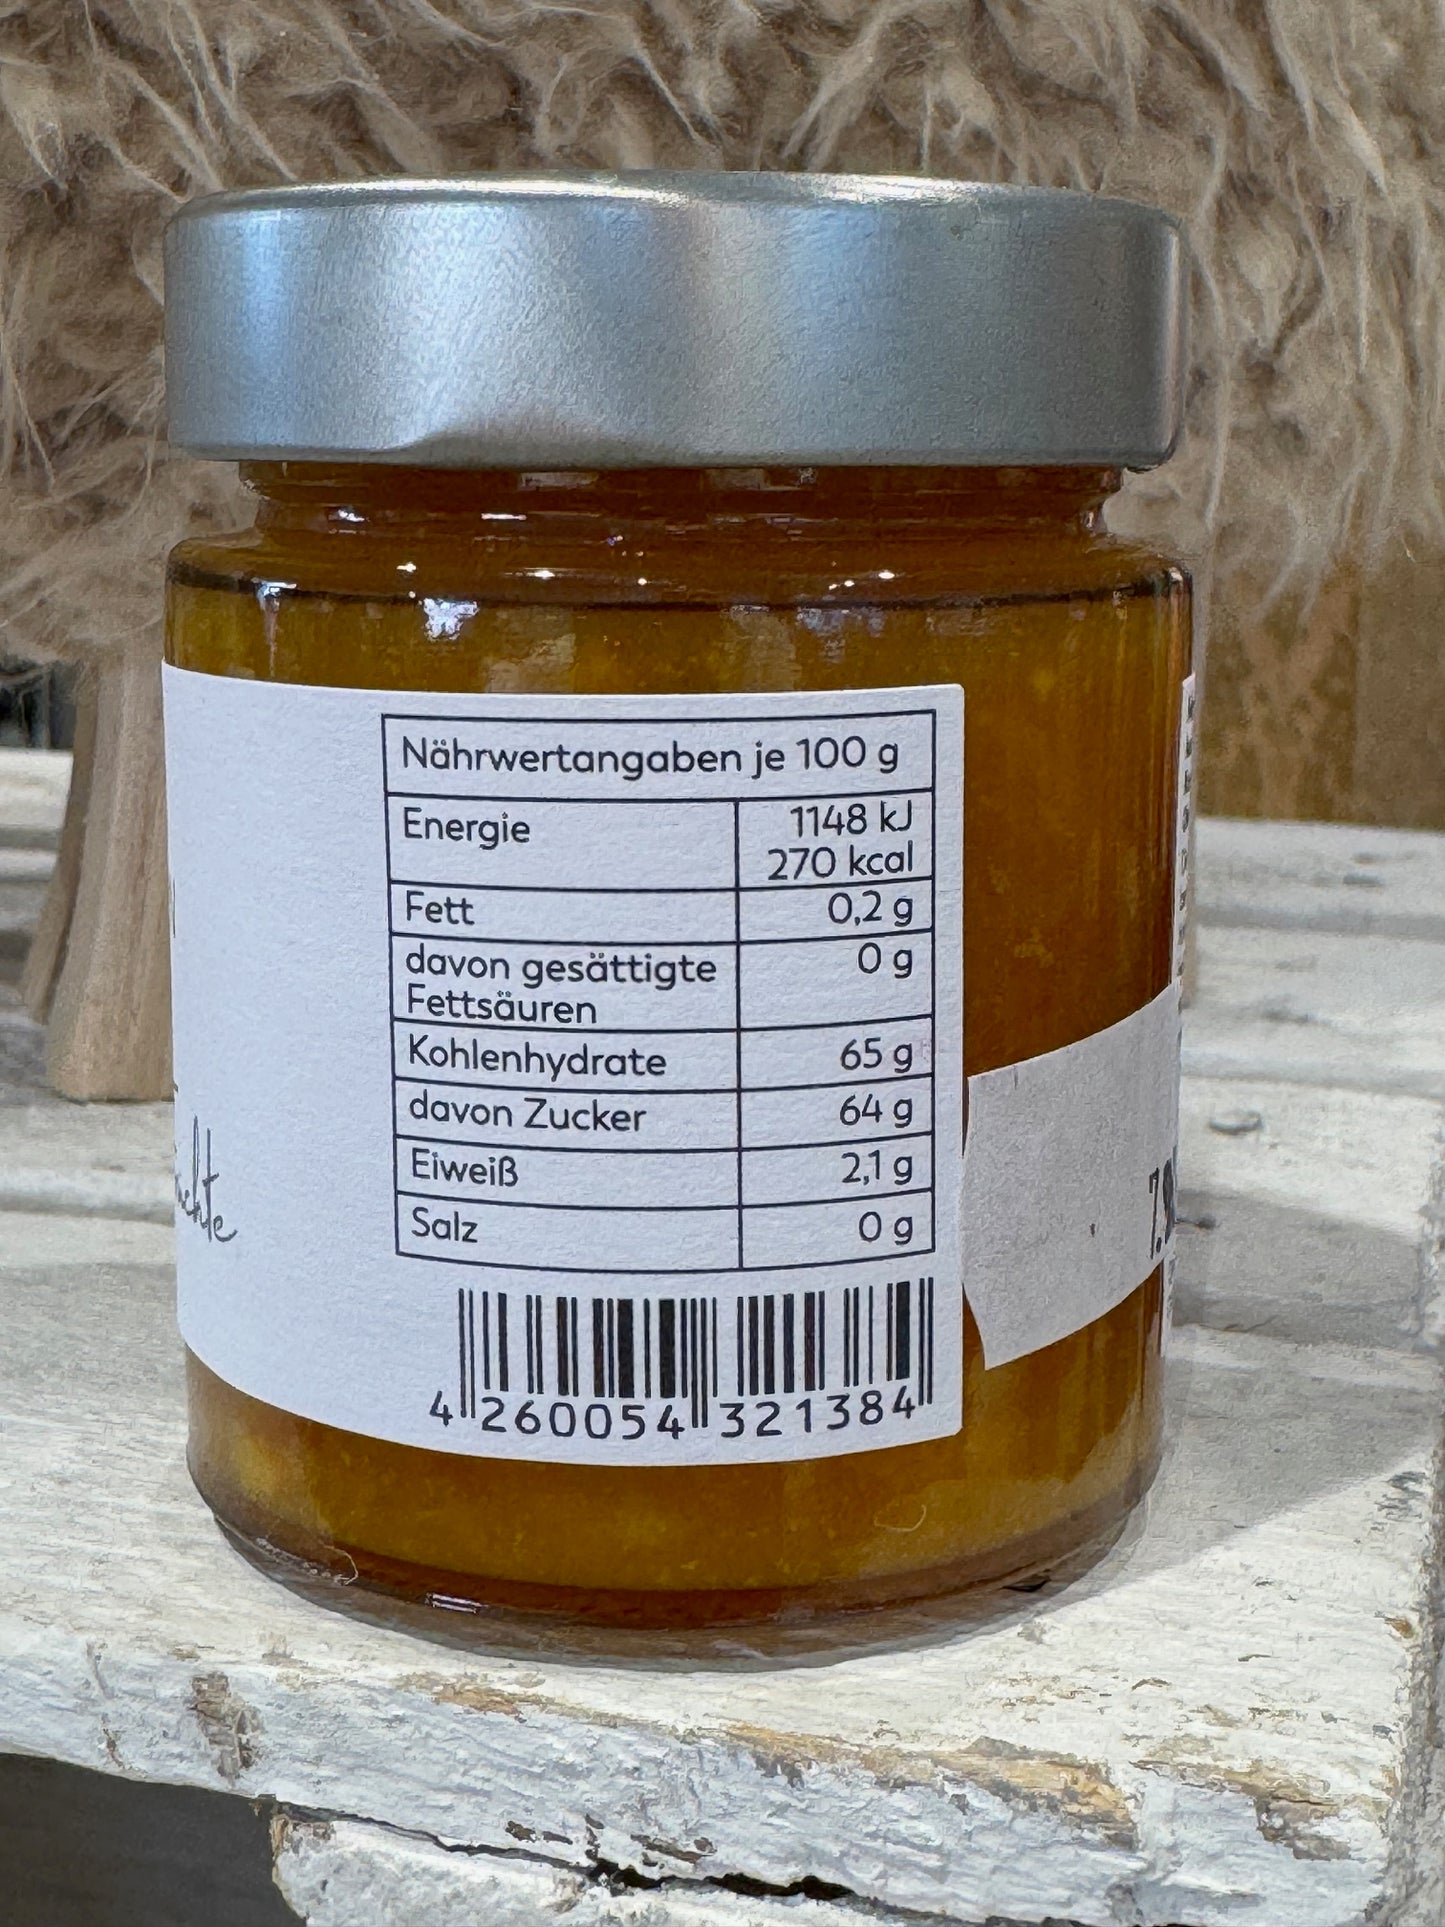 Nährwertangaben je 100 g
Energie 1148 kJ
270 kcal
Fett 0,2 g
davon gesättigte 0 g
Fettsäuren
Kohlenhydrate 65 g
davon Zucker 64 g
Eiweiß 2,1 g
Salz 0 g
4 260054 321384